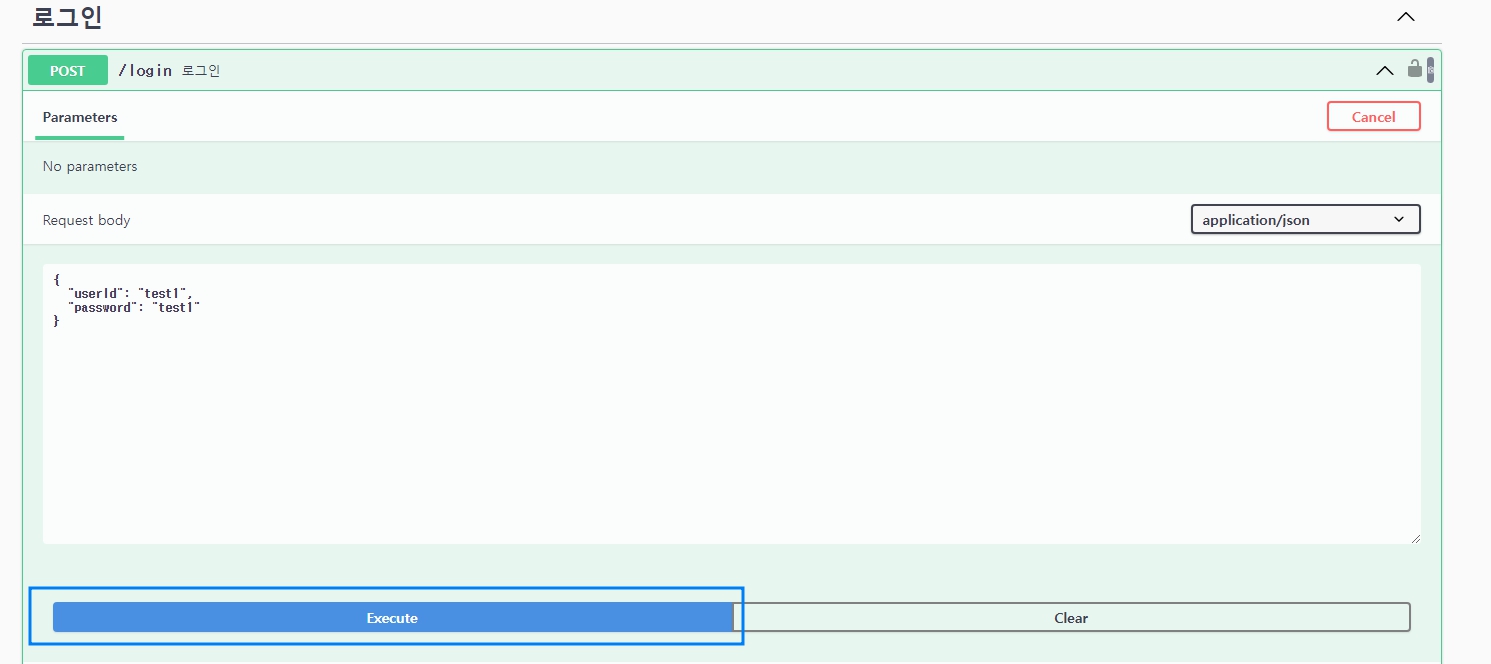 로그인
POST /login 로그인
Parameters
Cancel
No parameters
Request body
application/json
{
"userId": "test1",
"password": "test1"
}
Execute
Clear